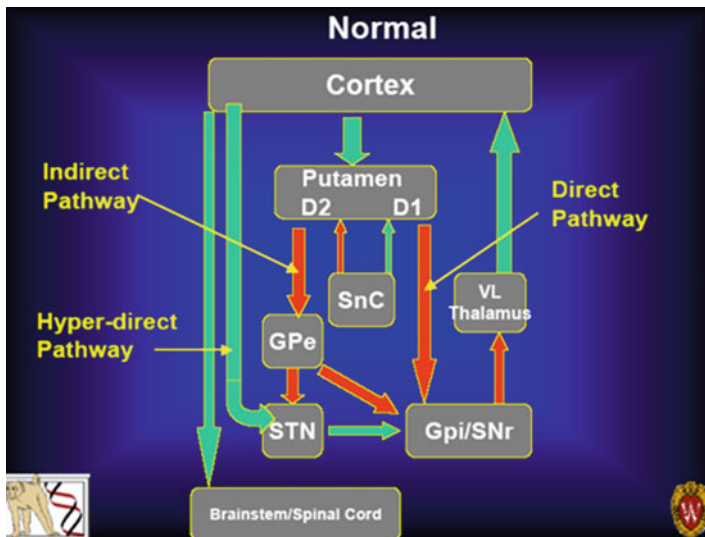 Normal
Cortex
Indirect
Pathway
Putamen
D2 D1
Direct
Pathway
SnC
VL
Thalamus
Hyper-direct
Pathway
GPe
STN
Gpi/SNr
Brainstem/Spinal Cord
W